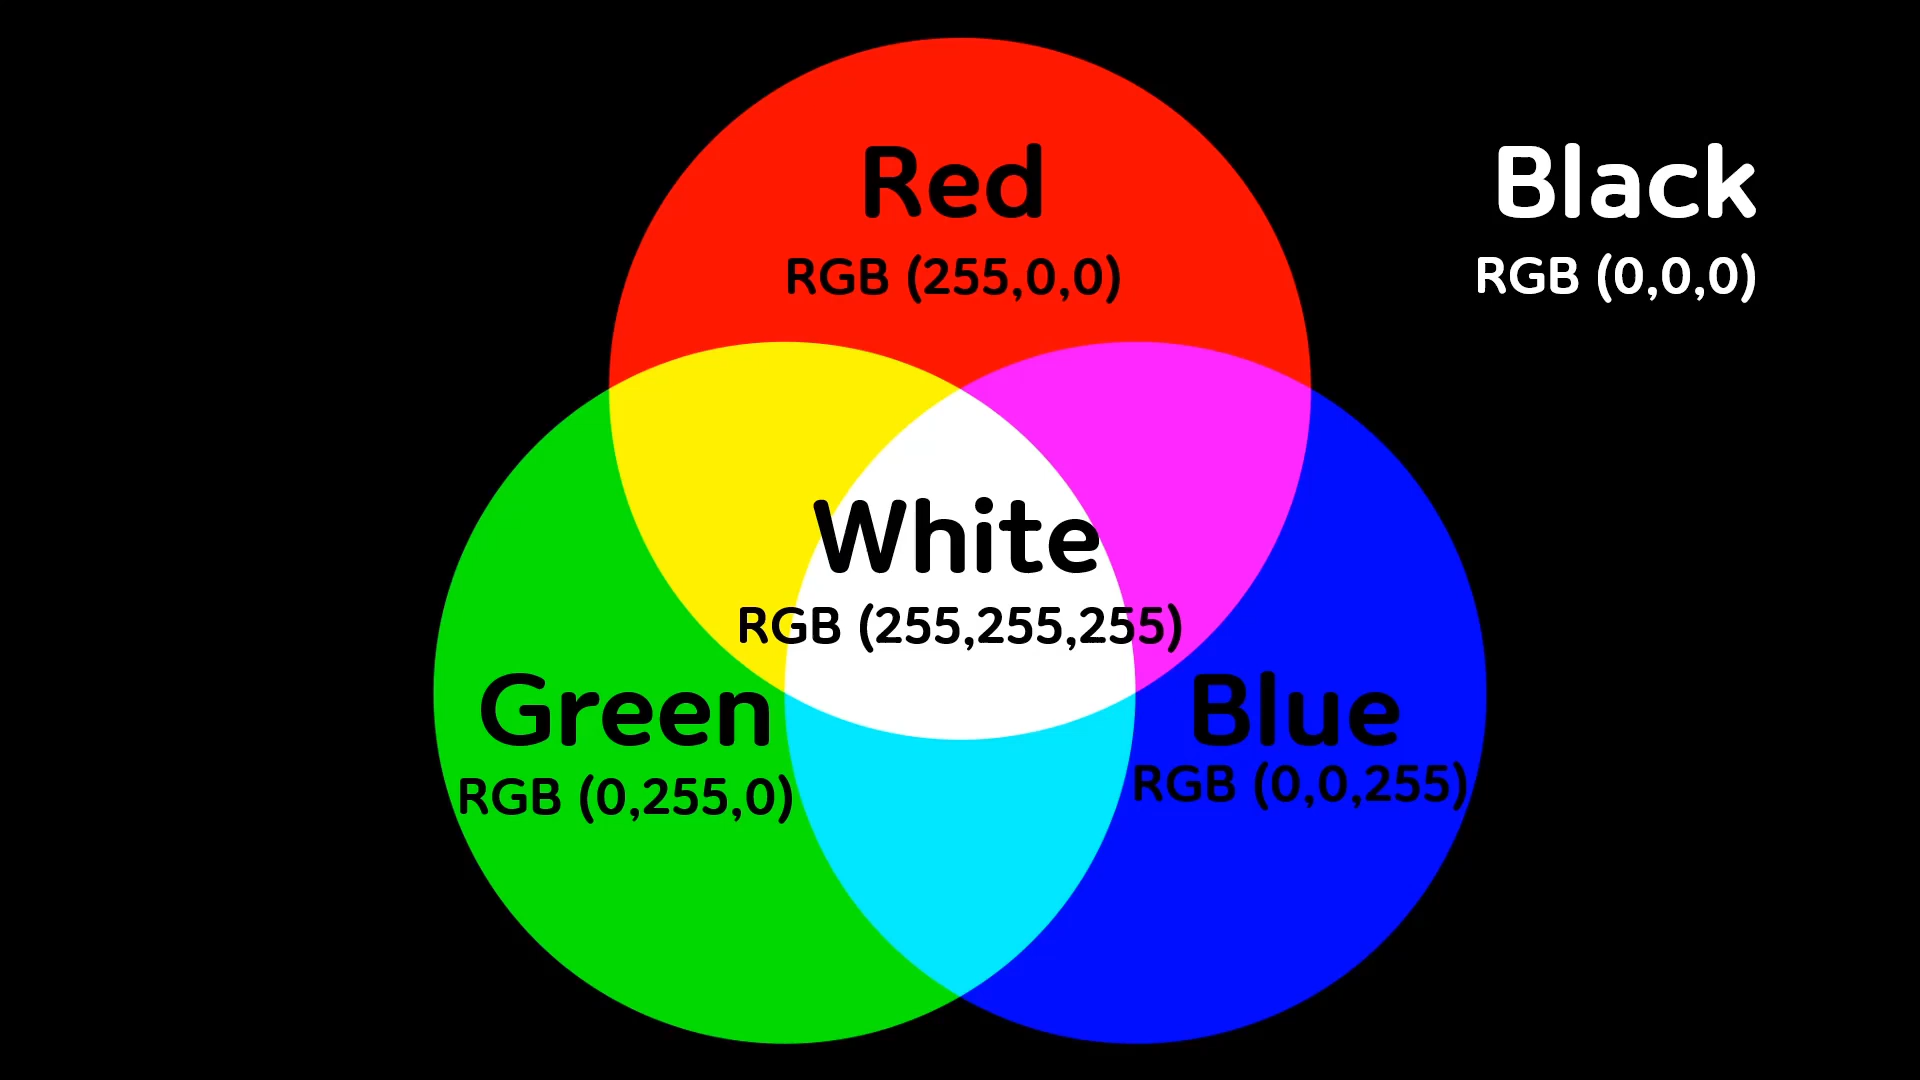 Red
RGB (255,0,0)
Black
RGB (0,0,0)
White
RGB (255,255,255)
Green
RGB (0,255,0)
Blue
RGB (0,0,255)